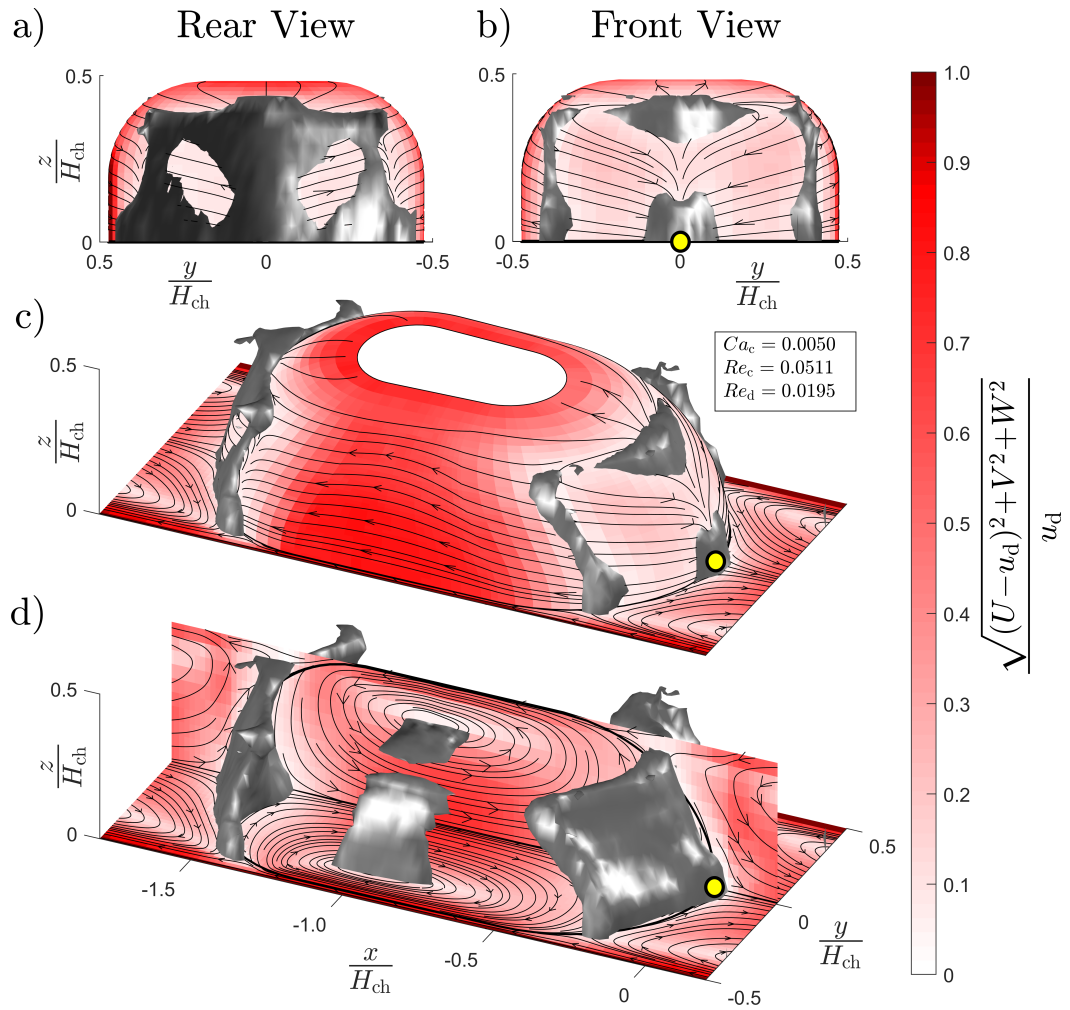 a) Rear View
b) Front View
0.5
z/H_ch
0
0.5 0 -0.5
y/H_ch
0.5
z/H_ch
0
-0.5 0 0.5
y/H_ch
c)
0.5
z/H_ch
0
Ca_c = 0.0050
Re_c = 0.0511
Re_d = 0.0195
d)
0.5
z/H_ch
0
-1.5
-1.0
-0.5
0
x/H_ch
-0.5
0
0.5
y/H_ch
1.0
0.9
0.8
0.7
0.6
0.5
0.4
0.3
0.2
0.1
0
√((U−u_d)²+V²+W²)/u_d